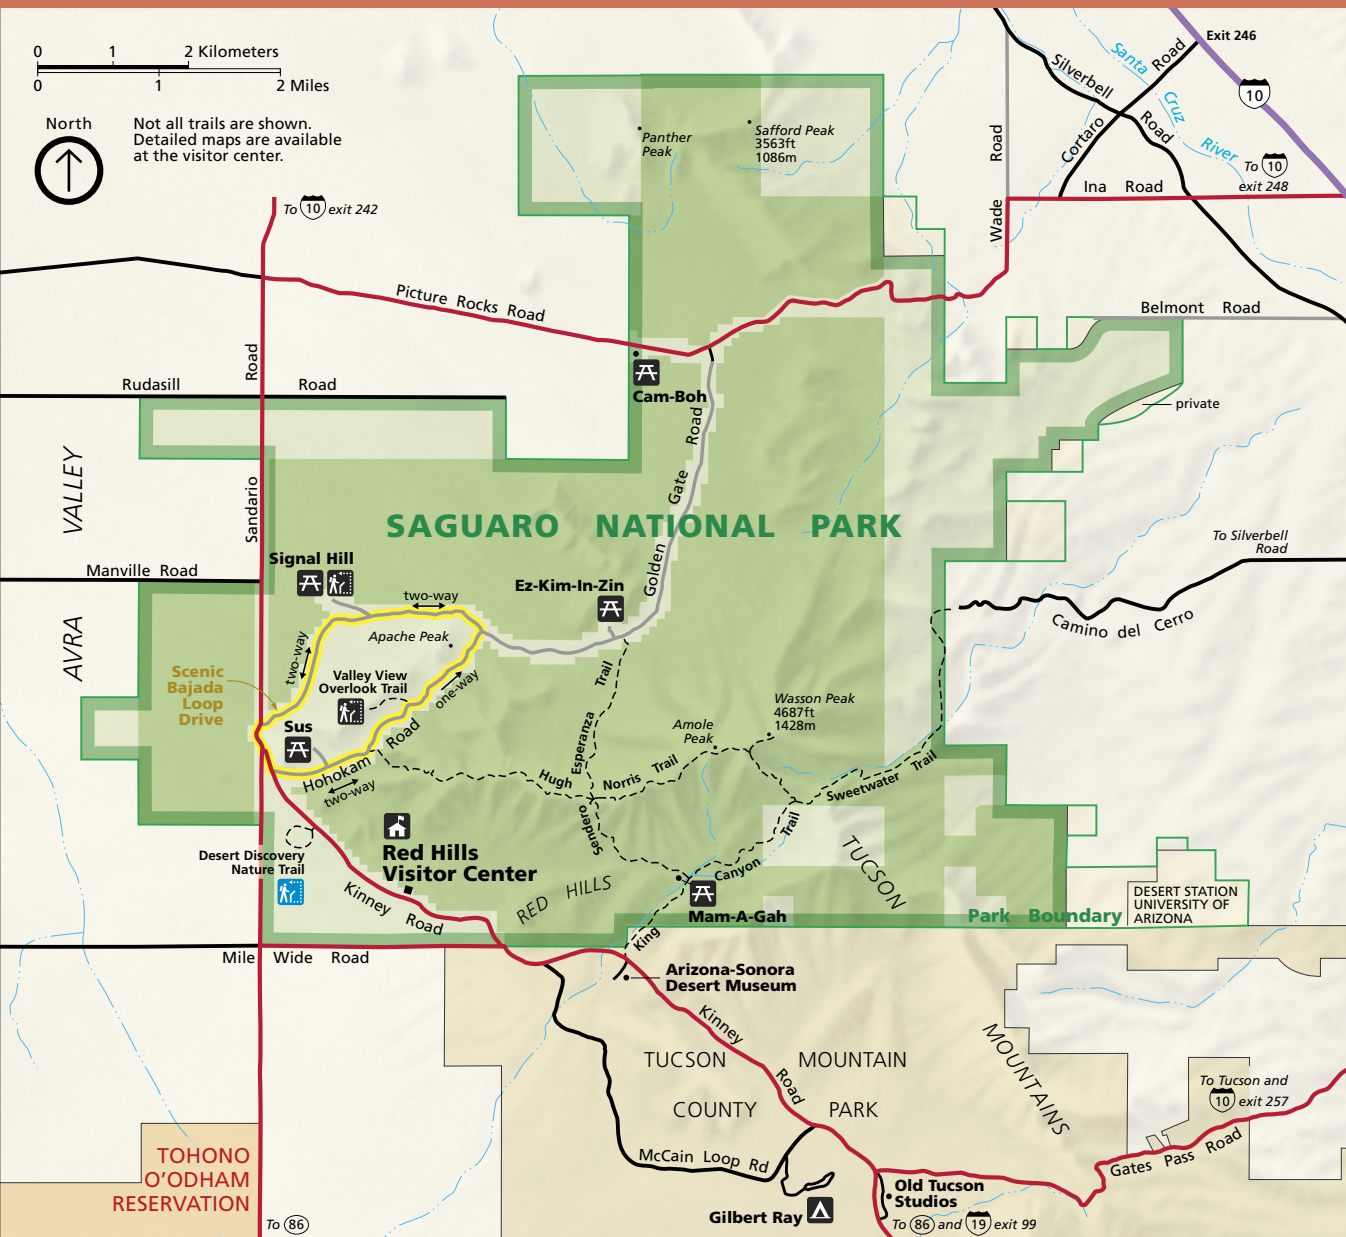 0 1 2 Kilometers
0 1 2 Miles
North
Not all trails are shown.
Detailed maps are available
at the visitor center.
To 10 exit 242
Panther
Peak
Safford Peak
3563ft
1086m
Exit 246
10
Silverbell
Road
Cortaro
Road
Santa
Cruz
River
To 10
exit 248
Ina Road
Wade
Road
Picture Rocks Road
Belmont Road
private
Rudasill Road
Sandario
Road
Cam-Boh
Golden Gate Road
AVRA
VALLEY
SAGUARO NATIONAL PARK
To Silverbell
Road
Camino del Cerro
Manville Road
Signal Hill
two-way
Ez-Kim-In-Zin
Apache Peak
two-way
Valley View
Overlook Trail
one-way
Scenic
Bajada
Loop
Drive
Sus
Hohokam
Road
two-way
Esperanza
Trail
Wasson Peak
4687ft
1428m
Amole
Peak
Hugh Norris Trail
Sweetwater Trail
Sendero
Red Hills
Visitor Center
Desert Discovery
Nature Trail
Kinney Road
RED HILLS
King
Canyon
Trail
Mam-A-Gah
TUCSON
MOUNTAINS
Park Boundary
DESERT STATION
UNIVERSITY OF
ARIZONA
Mile Wide Road
Arizona-Sonora
Desert Museum
Kinney
Road
TUCSON MOUNTAIN
COUNTY PARK
McCain Loop Rd
Gilbert Ray
Old Tucson
Studios
To 86 and 19 exit 99
Gates Pass Road
To Tucson and
10 exit 257
TOHONO
O'ODHAM
RESERVATION
To 86